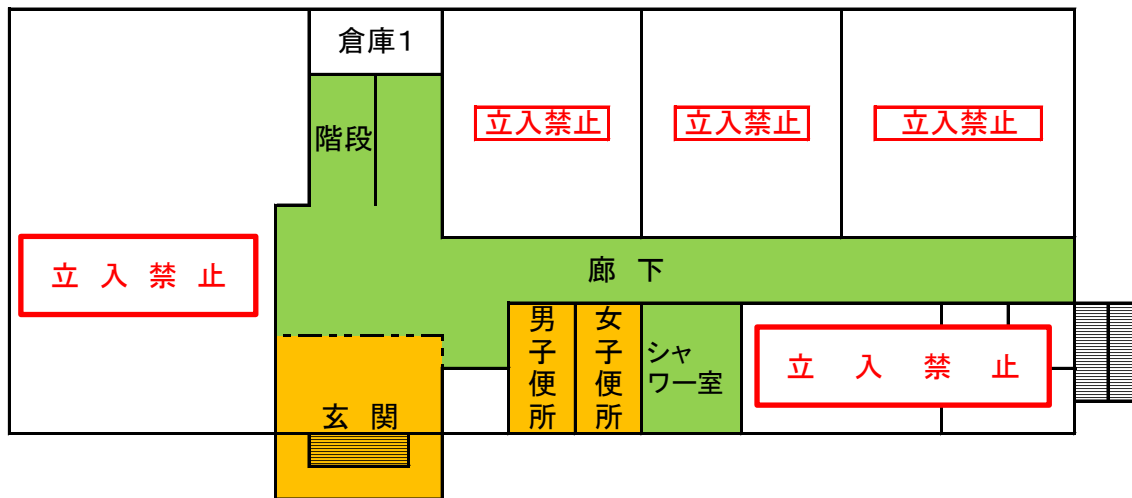 倉庫1
階段
立入禁止
立入禁止
立入禁止
立入禁止
廊下
男子便所
女子便所
シャ
ワー室
立入禁止
玄関